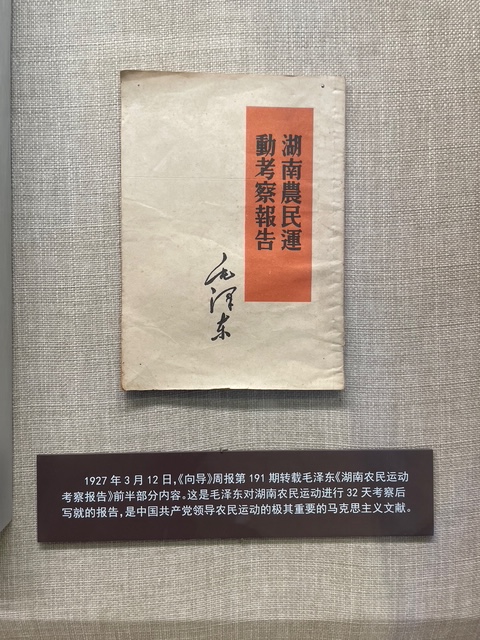 湖南農民運
動考察報告
毛泽东
1927 年 3 月 12 日,《向导》周报第 191 期转载毛泽东《湖南农民运动
考察报告》前半部分内容。这是毛泽东对湖南农民运动进行 32 天考察后
写就的报告,是中国共产党领导农民运动的极其重要的马克思主义文献。